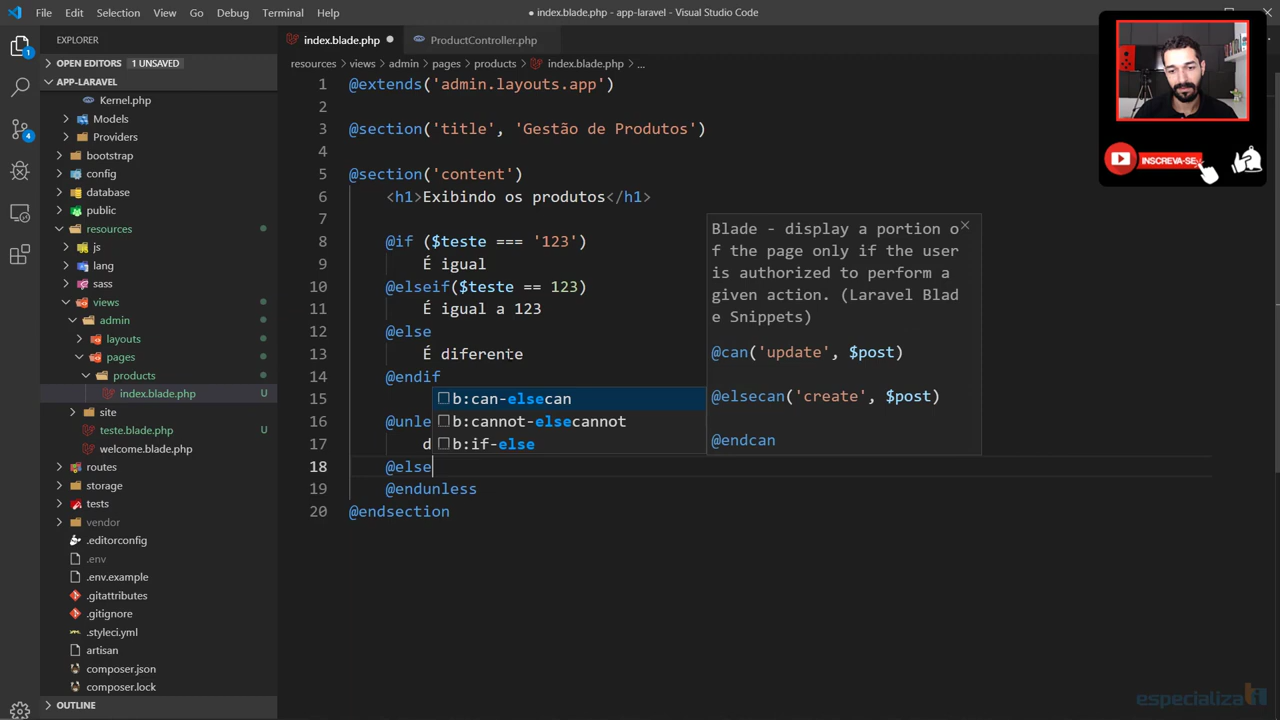 File Edit Selection View Go Debug Terminal Help
● index.blade.php - app-laravel - Visual Studio Code
EXPLORER
index.blade.php ●
ProductController.php
OPEN EDITORS 1 UNSAVED
resources > views > admin > pages > products > index.blade.php > ...
APP-LARAVEL
Kernel.php
Models
Providers
bootstrap
config
database
public
resources
js
lang
sass
views
admin
layouts
pages
products
index.blade.php U
site
teste.blade.php U
welcome.blade.php
routes
storage
tests
vendor
.editorconfig
.env
.env.example
.gitattributes
.gitignore
.styleci.yml
artisan
composer.json
composer.lock
OUTLINE
1
4
1 @extends('admin.layouts.app')
2
3 @section('title', 'Gestão de Produtos')
4
5 @section('content')
6 <h1>Exibindo os produtos</h1>
7
8 @if ($teste === '123')
9 É igual
10 @elseif($teste == 123)
11 É igual a 123
12 @else
13 É diferente
14 @endif
15
16 @unle
17 d
18 @else
19 @endunless
20 @endsection
b:can-elsecan
b:cannot-elsecannot
b:if-else
Blade - display a portion o
f the page only if the user
is authorized to perform a
given action. (Laravel Blad
e Snippets)
@can('update', $post)
@elsecan('create', $post)
@endcan
INSCREVA-SE
especializati